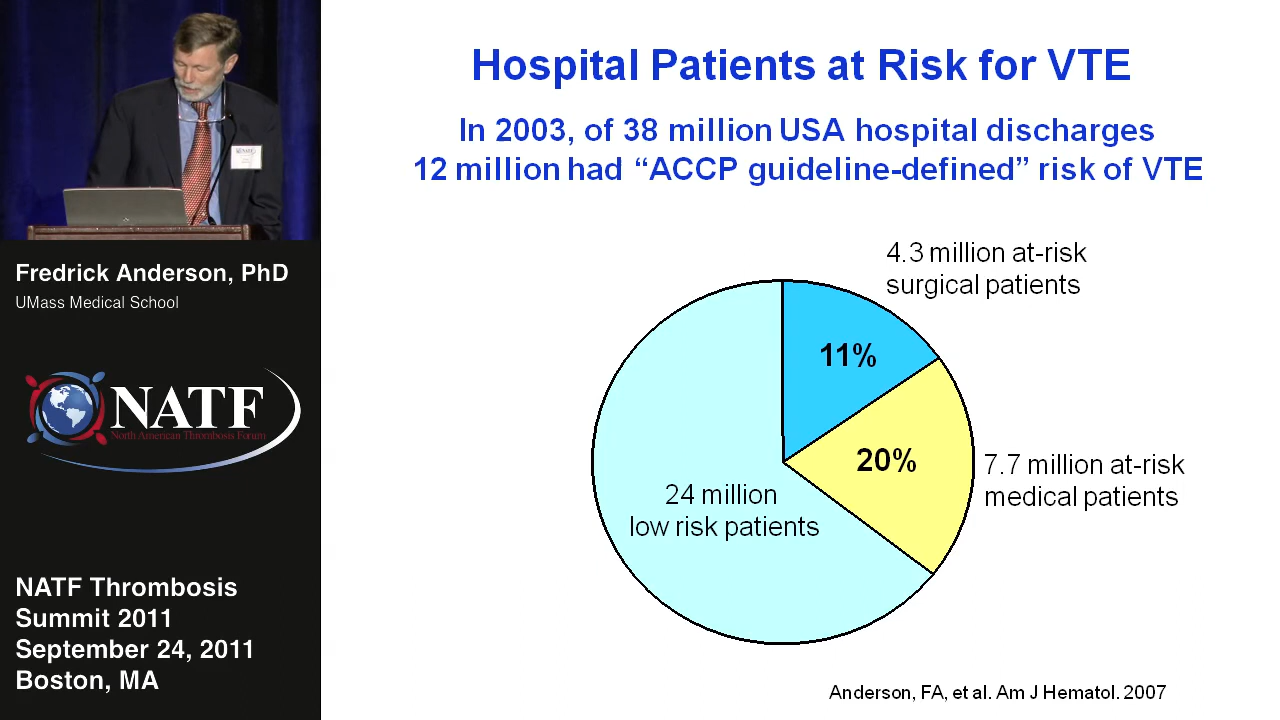 Hospital Patients at Risk for VTE
In 2003, of 38 million USA hospital discharges
12 million had “ACCP guideline-defined” risk of VTE
4.3 million at-risk
surgical patients
11%
20%
7.7 million at-risk
medical patients
24 million
low risk patients
Anderson, FA, et al. Am J Hematol. 2007
NATF
Fredrick Anderson, PhD
UMass Medical School
NATF
North American Thrombosis Forum
NATF Thrombosis
Summit 2011
September 24, 2011
Boston, MA